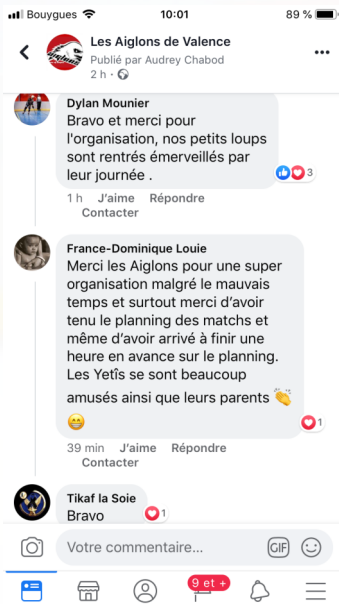 Bouygues 10:01 89 %
Les Aiglons de Valence
Publié par Audrey Chabod
2 h ·
Dylan Mounier
Bravo et merci pour
l'organisation, nos petits loups
sont rentrés émerveillés par
leur journée .
3
1 h J'aime Répondre
Contacter
France-Dominique Louie
Merci les Aiglons pour une super
organisation malgré le mauvais
temps et surtout merci d'avoir
tenu le planning des matchs et
même d'avoir arrivé à finir une
heure en avance sur le planning.
Les Yetîs se sont beaucoup
amusés ainsi que leurs parents 👏
😁
1
39 min J'aime Répondre
Contacter
Tikaf la Soie
Bravo
1
Votre commentaire...
GIF
9 et +